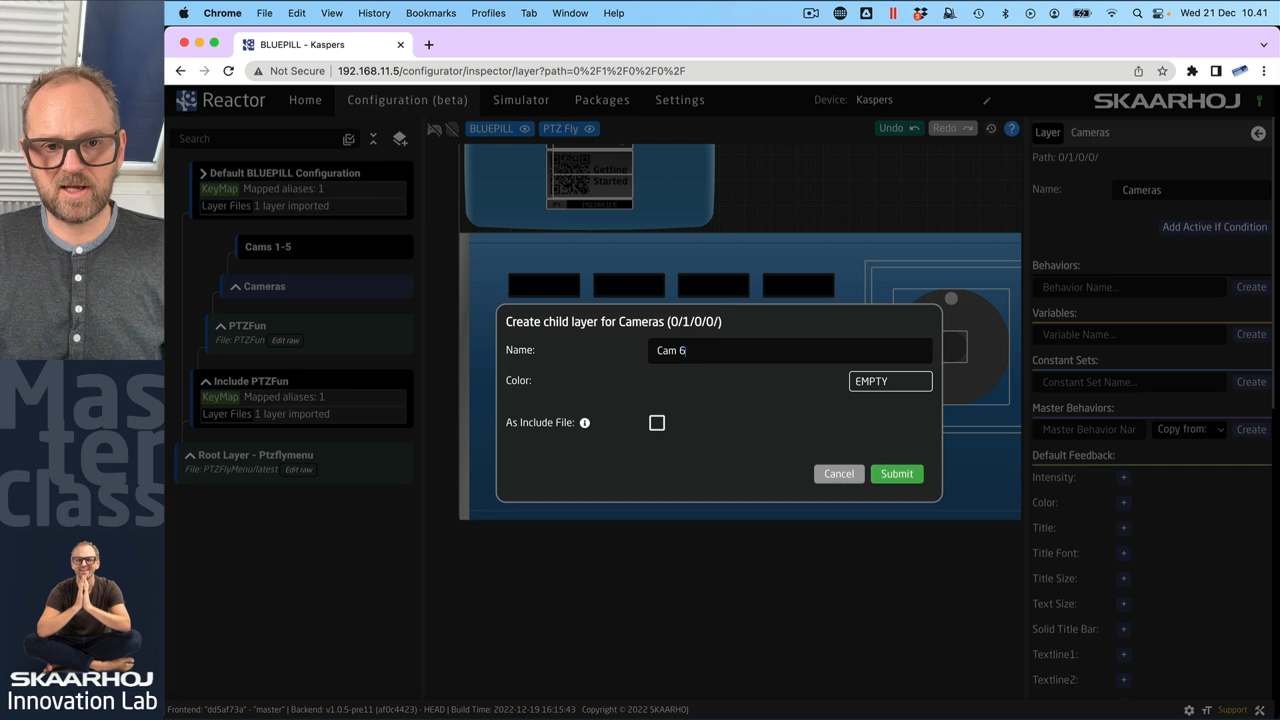 Chrome File Edit View History Bookmarks Profiles Tab Window Help Wed 21 Dec 10.41
BLUEPILL - Kaspers
Not Secure 192.168.11.5/configurator/inspector/layer?path=0%2F1%2F0%2F0%2F
Reactor Home Configuration (beta) Simulator Packages Settings Device: Kaspers SKAARHOJ
Search
BLUEPILL PTZ Fly Undo Redo ?
Layer Cameras
Path: 0/1/0/0/
Name: Cameras
Add Active If Condition
Behaviors:
Behavior Name... Create
Variables:
Variable Name... Create
Constant Sets:
Constant Set Name... Create
Master Behaviors:
Master Behavior Nar Copy from: Create
Default Feedback:
Intensity: +
Color: +
Title: +
Title Font: +
Title Size: +
Text Size: +
Solid Title Bar: +
Textline1: +
Textline2: +
Default BLUEPILL Configuration
KeyMap Mapped aliases: 1
Layer Files 1 layer imported
Cams 1-5
Cameras
PTZFun
File: PTZFun Edit raw
Include PTZFun
KeyMap Mapped aliases: 1
Layer Files 1 layer imported
Root Layer - Ptzflymenu
File: PTZFlyMenu/latest Edit raw
Getting
Started
192.168.11.5
Create child layer for Cameras (0/1/0/0/)
Name: Cam 6
Color: EMPTY
As Include File:
Cancel Submit
Master
Class
SKAARHOJ
Innovation Lab
Frontend: "dd5af73a" - "master" | Backend: v1.0.5-pre11 (af0c4423) - HEAD | Build Time: 2022-12-19 16:15:43 Copyright © 2022 SKAARHOJ
Support